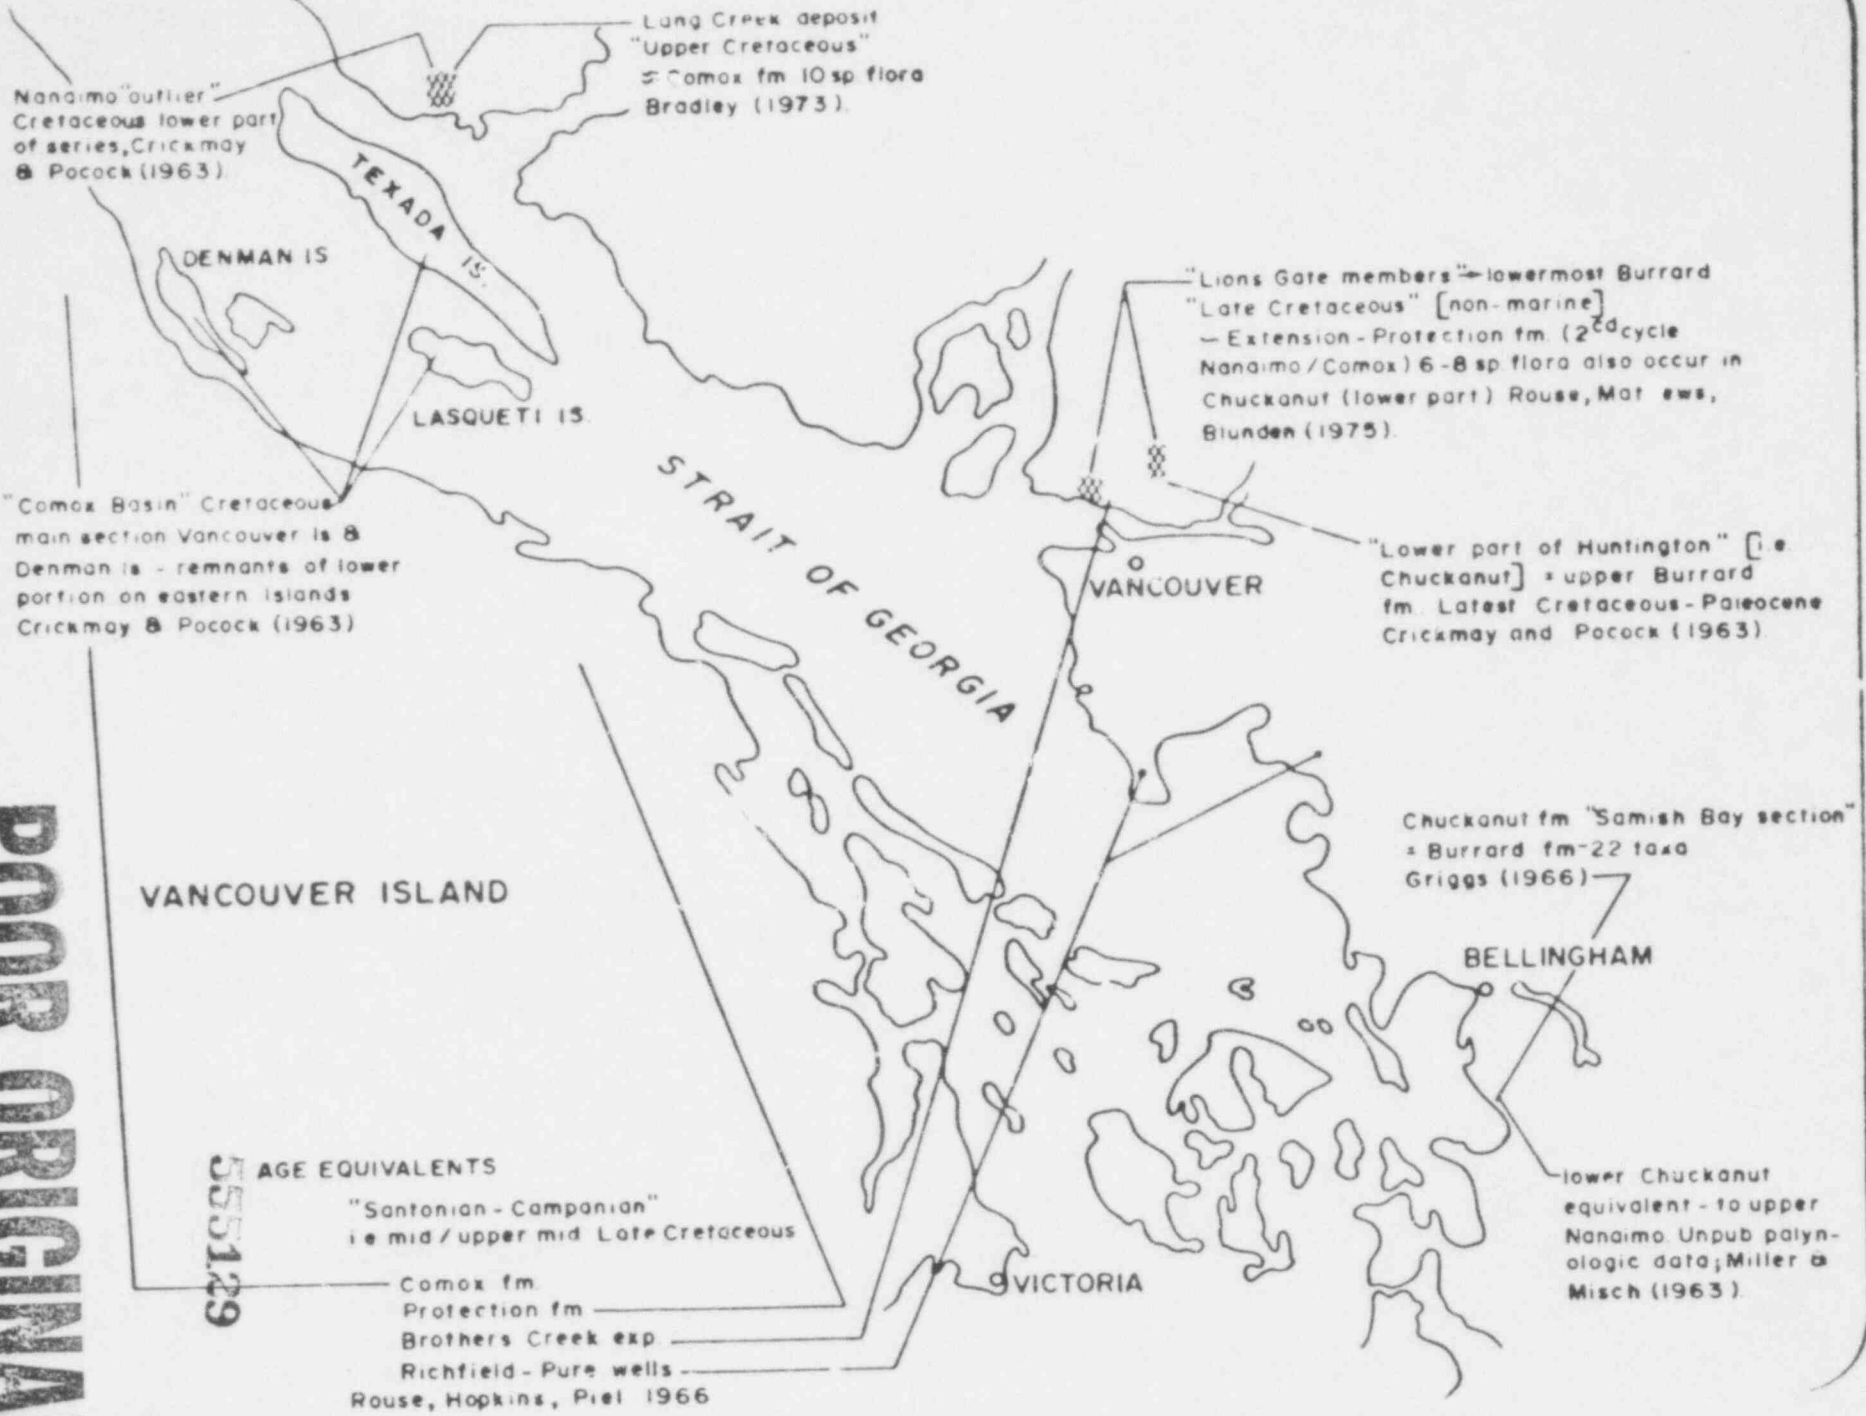 Lang Creek deposit
"Upper Cretaceous"
≈ Comox fm 10 sp flora
Bradley (1973).
Nanaimo "outlier"
Cretaceous lower part
of series, Crickmay
& Pocock (1963).
TEXADA IS.
DENMAN IS
LASQUETI IS.
"Lions Gate members" → lowermost Burrard
"Late Cretaceous" [non-marine]
~ Extension - Protection fm. (2cd cycle
Nanaimo / Comox) 6-8 sp. flora also occur in
Chuckanut (lower part) Rouse, Mat ews,
Blunden (1975).
STRAIT OF GEORGIA
"Comox Basin" Cretaceous
main section Vancouver Is &
Denman Is - remnants of lower
portion on eastern islands
Crickmay & Pocock (1963)
VANCOUVER
"Lower part of Huntington" [i.e.
Chuckanut] = upper Burrard
fm. Latest Cretaceous - Paleocene
Crickmay and Pocock (1963).
Chuckanut fm "Samish Bay section"
= Burrard fm - 22 taxa
Griggs (1966)
VANCOUVER ISLAND
BELLINGHAM
lower Chuckanut
equivalent - to upper
Nanaimo. Unpub palyn-
ologic data; Miller &
Misch (1963).
AGE EQUIVALENTS
"Santonian - Campanian"
i e mid / upper mid Late Cretaceous
Comox fm.
Protection fm
Brothers Creek exp.
Richfield - Pure wells
Rouse, Hopkins, Piel 1966
VICTORIA
555129
POOR ORIGINA